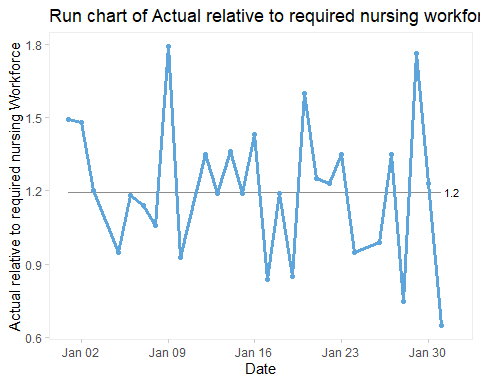 Run chart of Actual relative to required nursing workfor
Actual relative to required nursing Workforce
1.8
1.5
1.2
0.9
0.6
1.2
Jan 02 Jan 09 Jan 16 Jan 23 Jan 30
Date